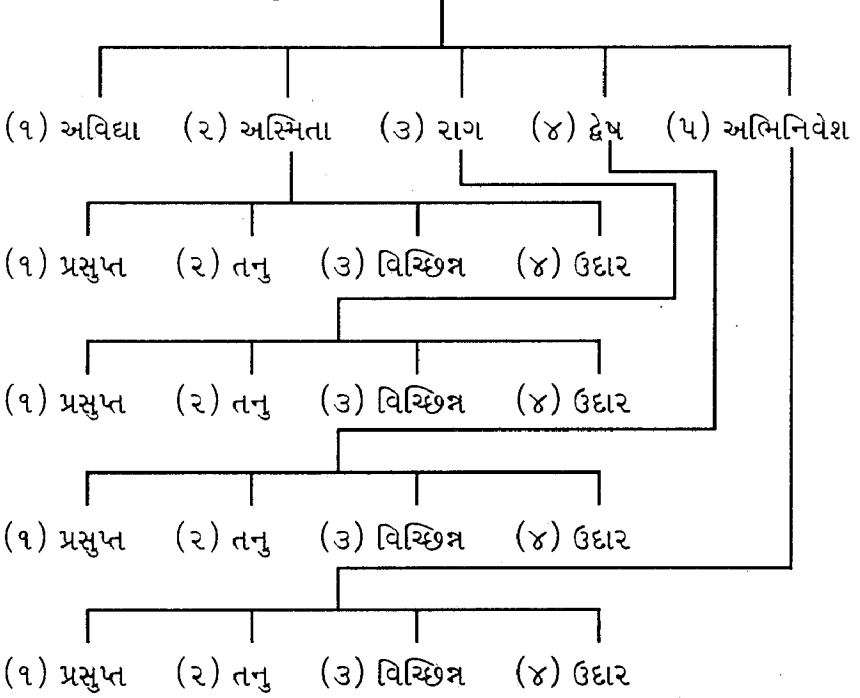 (૧) અવિદ્યા (૨) અસ્મિતા (૩) રાગ (૪) દ્વેષ (૫) અભિનિવેશ
(૧) પ્રસુપ્ત (૨) તનુ (૩) વિચ્છિન્ન (૪) ઉદાર
(૧) પ્રસુપ્ત (૨) તનુ (૩) વિચ્છિન્ન (૪) ઉદાર
(૧) પ્રસુપ્ત (૨) તનુ (૩) વિચ્છિન્ન (૪) ઉદાર
(૧) પ્રસુપ્ત (૨) તનુ (૩) વિચ્છિન્ન (૪) ઉદાર